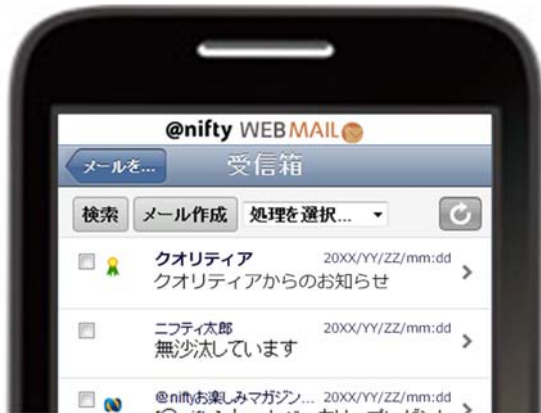 @nifty WEBMAIL
メールを...
受信箱
検索 メール作成 処理を選択...
クオリティア 20XX/YY/ZZ/mm:dd
クオリティアからのお知らせ
ニフティ太郎 20XX/YY/ZZ/mm:dd
無沙汰しています
@niftyお楽しみマガジン... 20XX/YY/ZZ/mm:dd